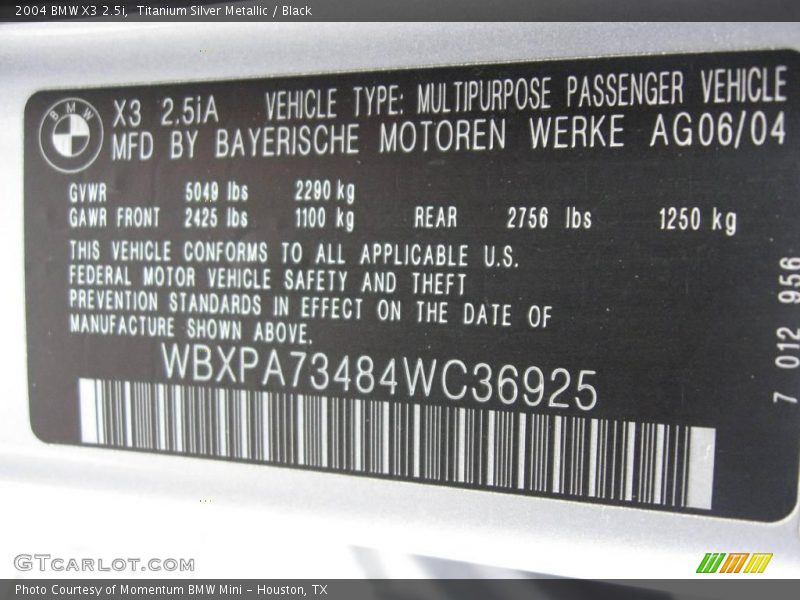 2004 BMW X3 2.5i, Titanium Silver Metallic / Black
BMW
X3 2.5iA VEHICLE TYPE: MULTIPURPOSE PASSENGER VEHICLE
MFD BY BAYERISCHE MOTOREN WERKE AG06/04
GVWR 5049 lbs 2290 kg
GAWR FRONT 2425 lbs 1100 kg REAR 2756 lbs 1250 kg
THIS VEHICLE CONFORMS TO ALL APPLICABLE U.S.
FEDERAL MOTOR VEHICLE SAFETY AND THEFT
PREVENTION STANDARDS IN EFFECT ON THE DATE OF
MANUFACTURE SHOWN ABOVE.
WBXPA73484WC36925
7 012 956
GTCARLOT.COM
Photo Courtesy of Momentum BMW Mini - Houston, TX